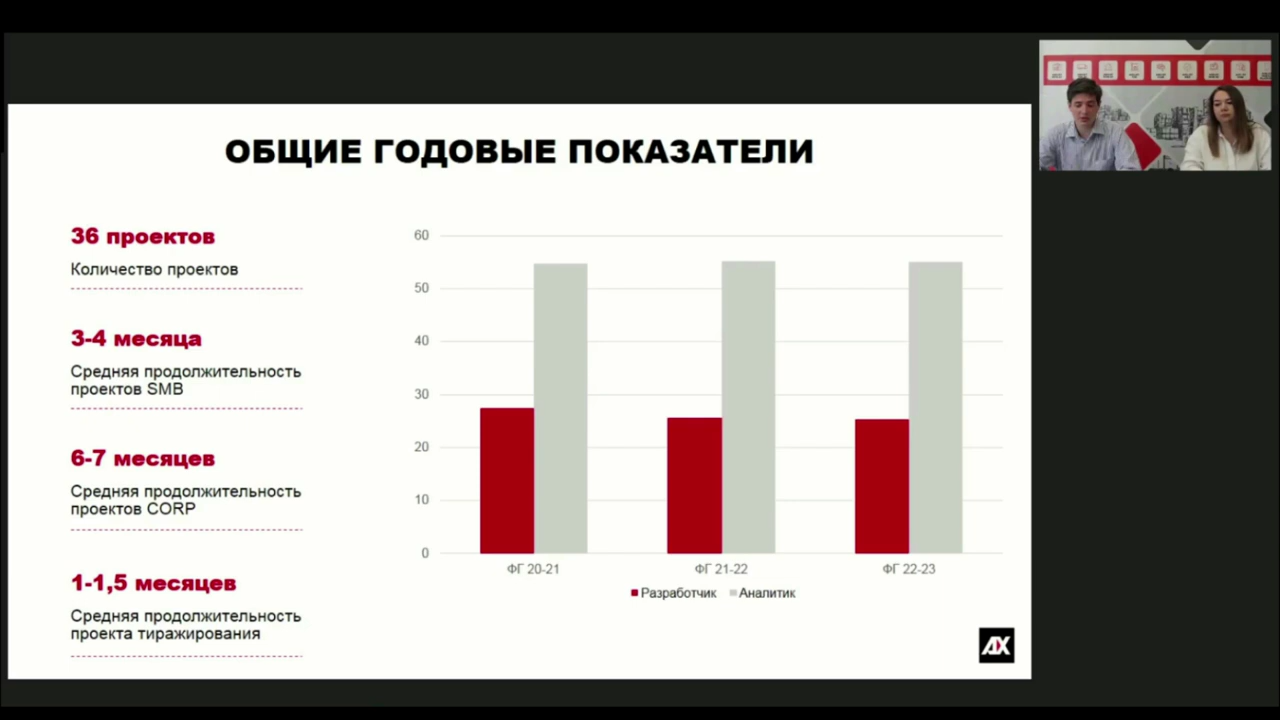 ОБЩИЕ ГОДОВЫЕ ПОКАЗАТЕЛИ
36 проектов
Количество проектов
3-4 месяца
Средняя продолжительность
проектов SMB
6-7 месяцев
Средняя продолжительность
проектов CORP
1-1,5 месяцев
Средняя продолжительность
проекта тиражирования
60
50
40
30
20
10
0
ФГ 20-21
ФГ 21-22
ФГ 22-23
Разработчик
Аналитик